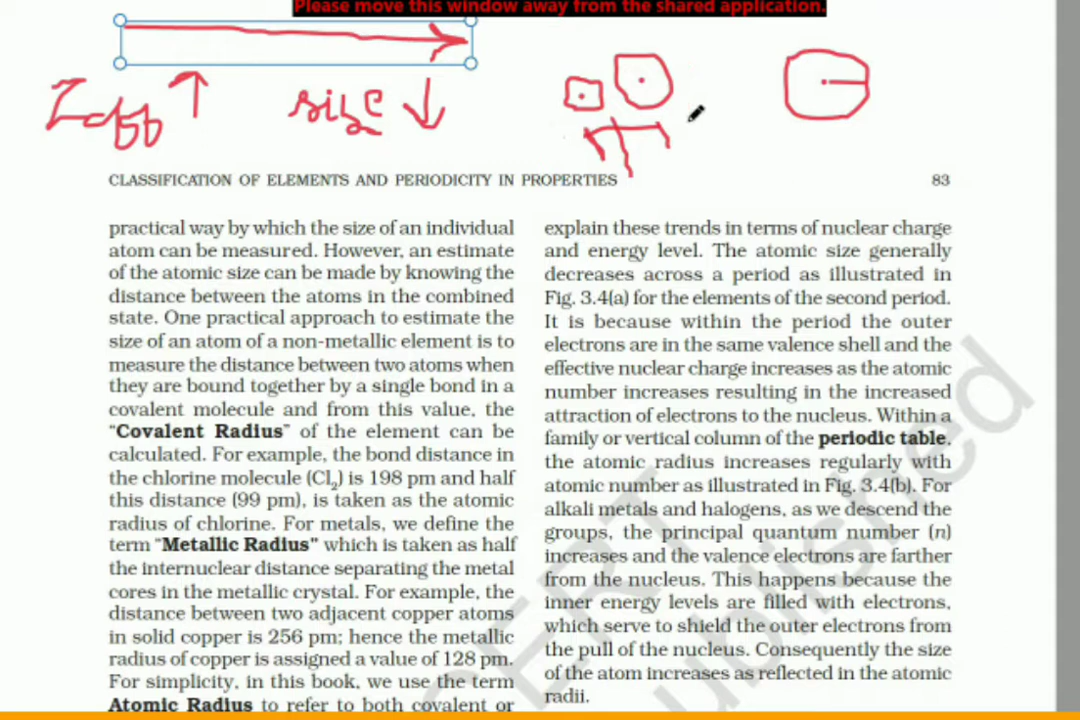 Please move this window away from the shared application.
Zeff ↑ size ↓
CLASSIFICATION OF ELEMENTS AND PERIODICITY IN PROPERTIES 83
practical way by which the size of an individual
atom can be measured. However, an estimate
of the atomic size can be made by knowing the
distance between the atoms in the combined
state. One practical approach to estimate the
size of an atom of a non-metallic element is to
measure the distance between two atoms when
they are bound together by a single bond in a
covalent molecule and from this value, the
"Covalent Radius" of the element can be
calculated. For example, the bond distance in
the chlorine molecule (Cl₂) is 198 pm and half
this distance (99 pm), is taken as the atomic
radius of chlorine. For metals, we define the
term "Metallic Radius" which is taken as half
the internuclear distance separating the metal
cores in the metallic crystal. For example, the
distance between two adjacent copper atoms
in solid copper is 256 pm; hence the metallic
radius of copper is assigned a value of 128 pm.
For simplicity, in this book, we use the term
Atomic Radius to refer to both covalent or
explain these trends in terms of nuclear charge
and energy level. The atomic size generally
decreases across a period as illustrated in
Fig. 3.4(a) for the elements of the second period.
It is because within the period the outer
electrons are in the same valence shell and the
effective nuclear charge increases as the atomic
number increases resulting in the increased
attraction of electrons to the nucleus. Within a
family or vertical column of the periodic table,
the atomic radius increases regularly with
atomic number as illustrated in Fig. 3.4(b). For
alkali metals and halogens, as we descend the
groups, the principal quantum number (n)
increases and the valence electrons are farther
from the nucleus. This happens because the
inner energy levels are filled with electrons,
which serve to shield the outer electrons from
the pull of the nucleus. Consequently the size
of the atom increases as reflected in the atomic
radii.